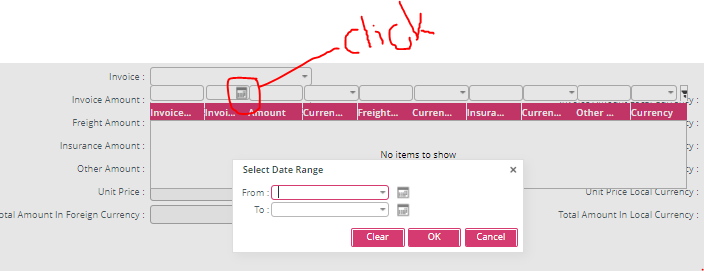 click
Invoice :
Invoice Amount :
Invoice... Invoi... Amount Curren... Freight... Curren... Insura... Curren... Other ... Currency
Freight Amount :
No items to show
Insurance Amount :
Other Amount :
Unit Price : Unit Price Local Currency :
otal Amount In Foreign Currency : Total Amount In Local Currency :
Select Date Range
From :
To :
Clear OK Cancel